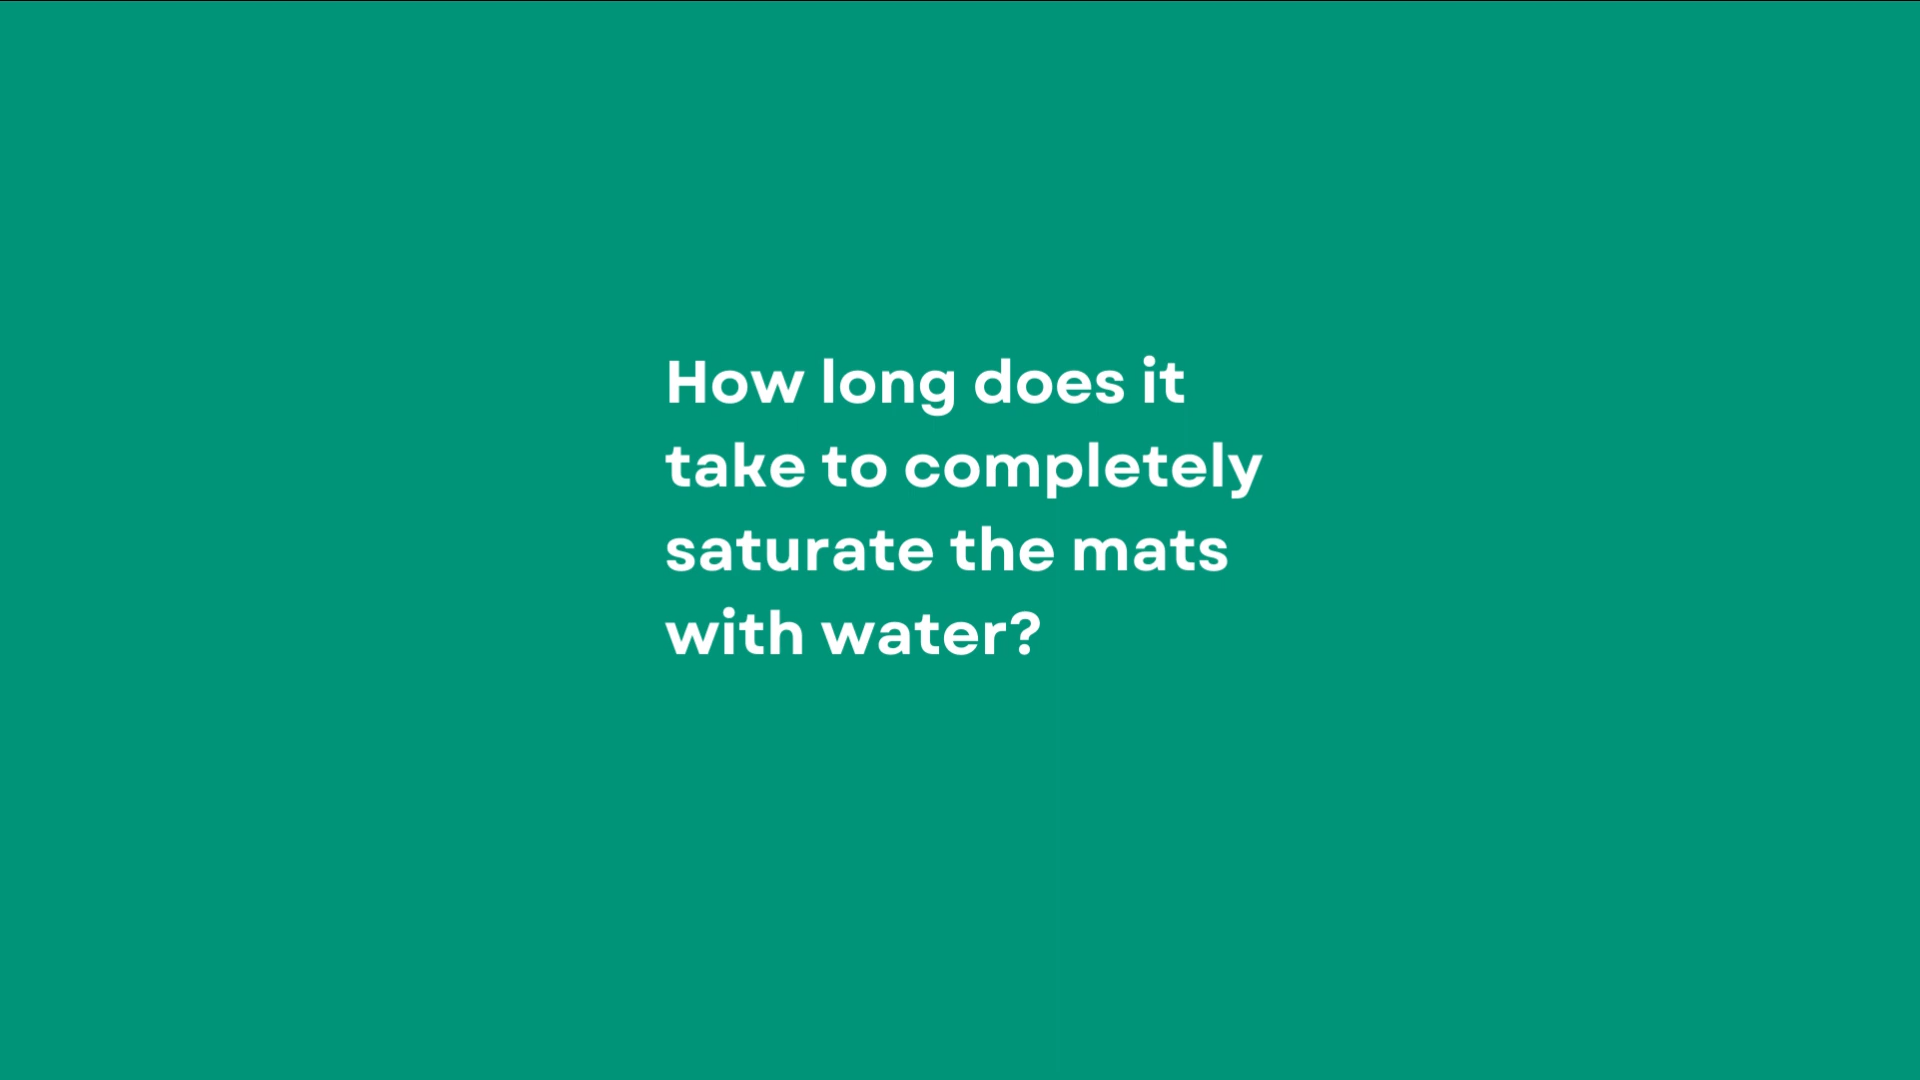 How long does it
take to completely
saturate the mats
with water?